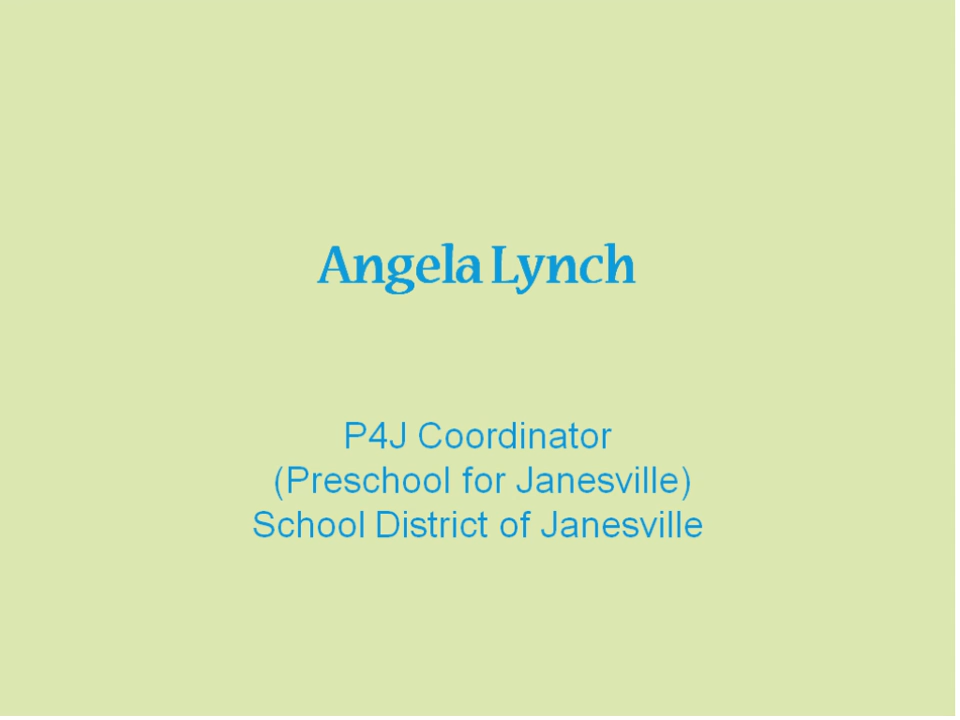 Angela Lynch
P4J Coordinator
(Preschool for Janesville)
School District of Janesville